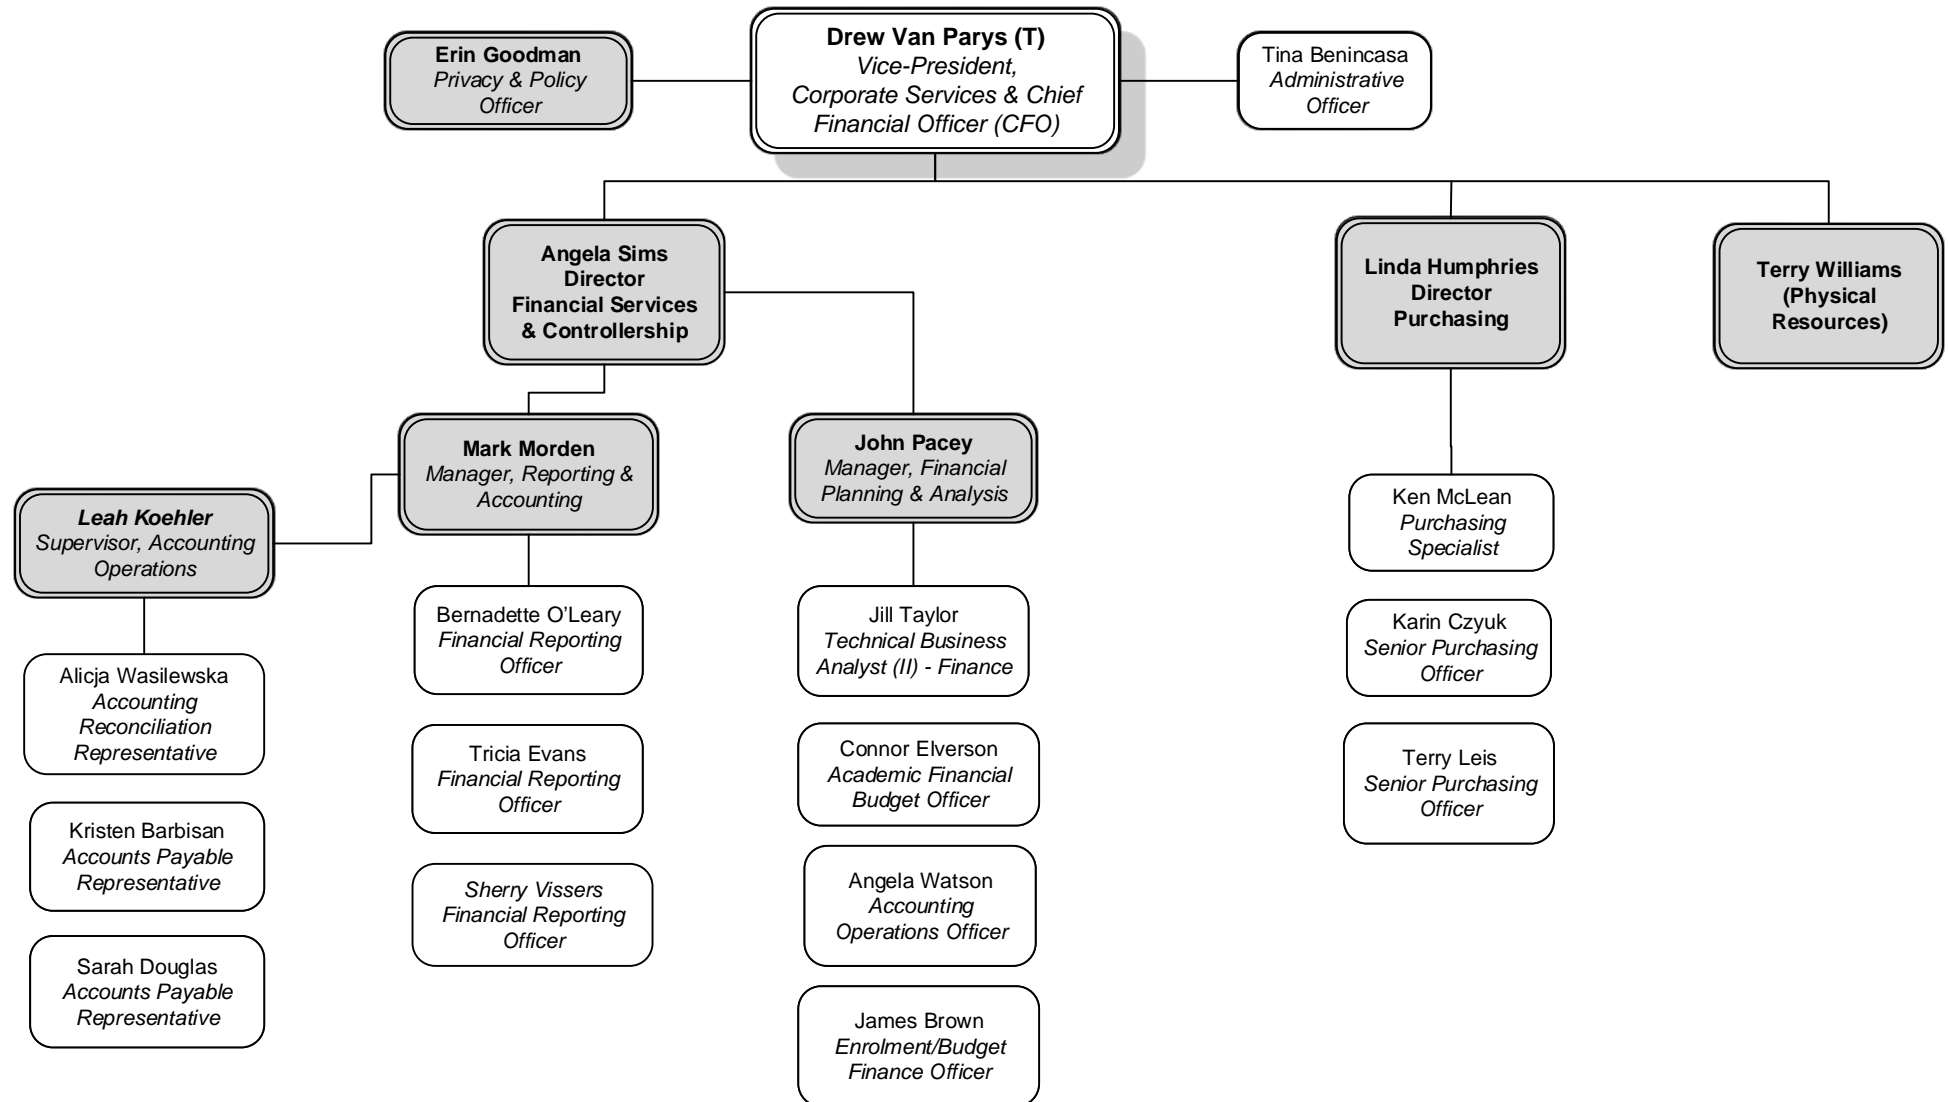 Erin Goodman
Privacy & Policy
Officer
Drew Van Parys (T)
Vice-President,
Corporate Services & Chief
Financial Officer (CFO)
Tina Benincasa
Administrative
Officer
Angela Sims
Director
Financial Services
& Controllership
Linda Humphries
Director
Purchasing
Terry Williams
(Physical
Resources)
Mark Morden
Manager, Reporting &
Accounting
John Pacey
Manager, Financial
Planning & Analysis
Leah Koehler
Supervisor, Accounting
Operations
Ken McLean
Purchasing
Specialist
Bernadette O’Leary
Financial Reporting
Officer
Jill Taylor
Technical Business
Analyst (II) - Finance
Karin Czyuk
Senior Purchasing
Officer
Alicja Wasilewska
Accounting
Reconciliation
Representative
Tricia Evans
Financial Reporting
Officer
Connor Elverson
Academic Financial
Budget Officer
Terry Leis
Senior Purchasing
Officer
Kristen Barbisan
Accounts Payable
Representative
Sherry Vissers
Financial Reporting
Officer
Angela Watson
Accounting
Operations Officer
Sarah Douglas
Accounts Payable
Representative
James Brown
Enrolment/Budget
Finance Officer